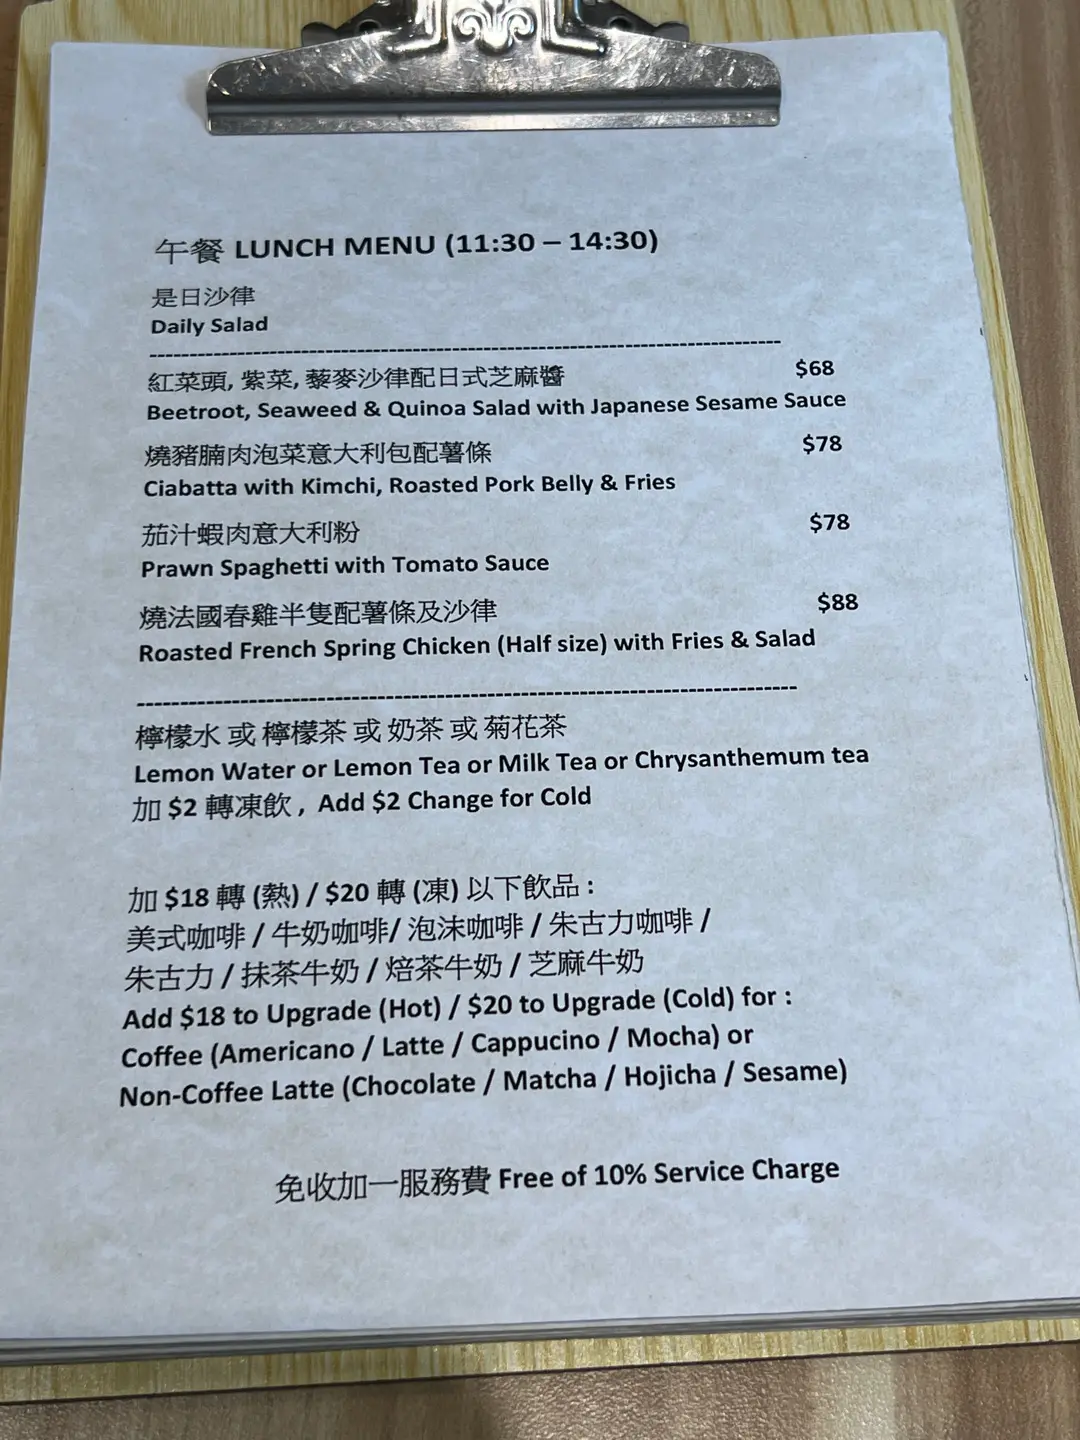 午餐 LUNCH MENU (11:30 – 14:30)
是日沙律
Daily Salad
--------------------------------------------------------------------------------
紅菜頭, 紫菜, 藜麥沙律配日式芝麻醬 $68
Beetroot, Seaweed & Quinoa Salad with Japanese Sesame Sauce
燒豬腩肉泡菜意大利包配薯條 $78
Ciabatta with Kimchi, Roasted Pork Belly & Fries
茄汁蝦肉意大利粉 $78
Prawn Spaghetti with Tomato Sauce
燒法國春雞半隻配薯條及沙律 $88
Roasted French Spring Chicken (Half size) with Fries & Salad
--------------------------------------------------------------------------------
檸檬水 或 檸檬茶 或 奶茶 或 菊花茶
Lemon Water or Lemon Tea or Milk Tea or Chrysanthemum tea
加 $2 轉凍飲 , Add $2 Change for Cold
加 $18 轉 (熱) / $20 轉 (凍) 以下飲品 :
美式咖啡 / 牛奶咖啡/ 泡沫咖啡 / 朱古力咖啡 /
朱古力 / 抹茶牛奶 / 焙茶牛奶 / 芝麻牛奶
Add $18 to Upgrade (Hot) / $20 to Upgrade (Cold) for :
Coffee (Americano / Latte / Cappucino / Mocha) or
Non-Coffee Latte (Chocolate / Matcha / Hojicha / Sesame)
免收加一服務費 Free of 10% Service Charge